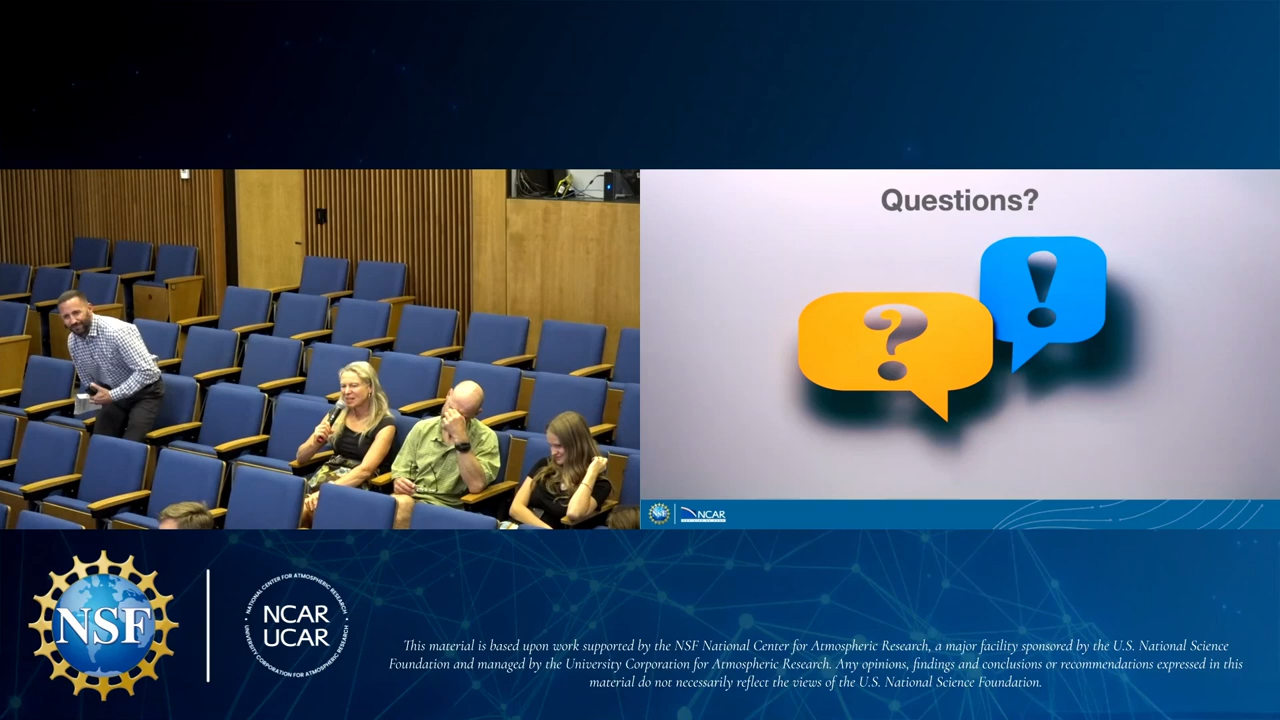 Questions?
?
!
NCAR
NSF
NATIONAL CENTER FOR ATMOSPHERIC RESEARCH
NCAR
UCAR
UNIVERSITY CORPORATION FOR ATMOSPHERIC RESEARCH
This material is based upon work supported by the NSF National Center for Atmospheric Research, a major facility sponsored by the U.S. National Science
Foundation and managed by the University Corporation for Atmospheric Research. Any opinions, findings and conclusions or recommendations expressed in this
material do not necessarily reflect the views of the U.S. National Science Foundation.